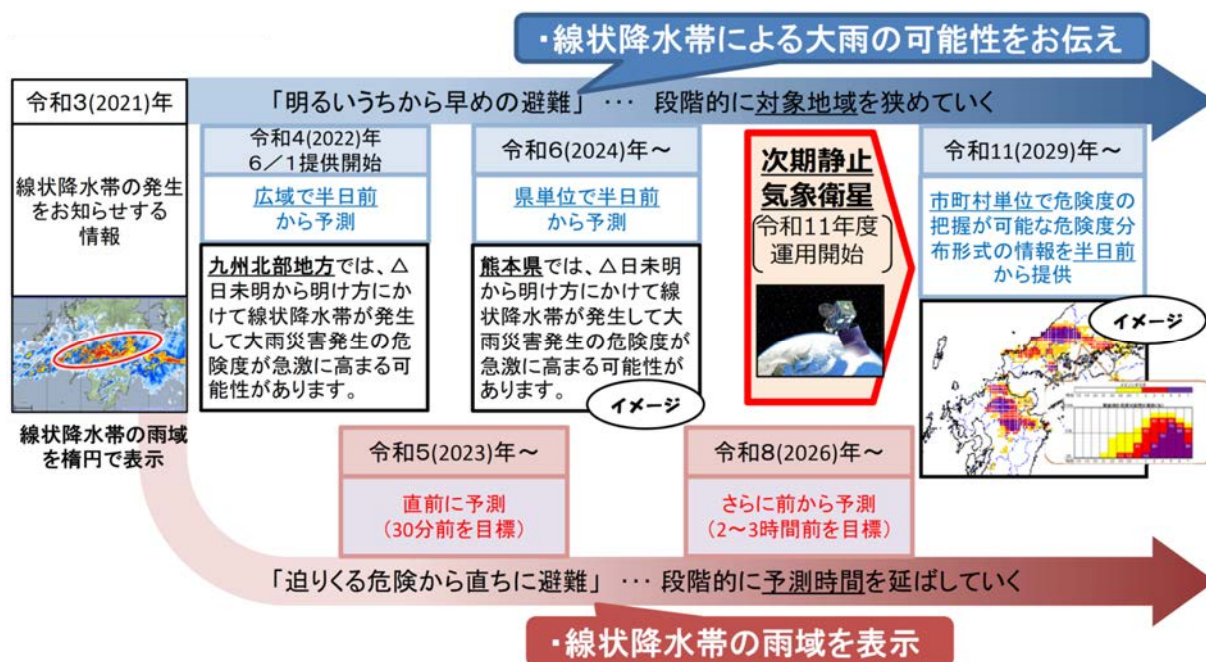 ・線状降水帯による大雨の可能性をお伝え
令和3(2021)年
「明るいうちから早めの避難」 ･･･ 段階的に対象地域を狭めていく
線状降水帯の発生
をお知らせする
情報
線状降水帯の雨域
を楕円で表示
令和4(2022)年
6/1提供開始
広域で半日前
から予測
九州北部地方では、△
日未明から明け方にか
けて線状降水帯が発生
して大雨災害発生の危
険度が急激に高まる可
能性があります。
令和6(2024)年~
県単位で半日前
から予測
熊本県では、△日未明
から明け方にかけて線
状降水帯が発生して大
雨災害発生の危険度が
急激に高まる可能性が
あります。
イメージ
次期静止
気象衛星
令和11年度
運用開始
令和11(2029)年~
市町村単位で危険度の
把握が可能な危険度分
布形式の情報を半日前
から提供
イメージ
令和5(2023)年~
直前に予測
(30分前を目標)
令和8(2026)年~
さらに前から予測
(2~3時間前を目標)
「迫りくる危険から直ちに避難」 ･･･ 段階的に予測時間を延ばしていく
・線状降水帯の雨域を表示